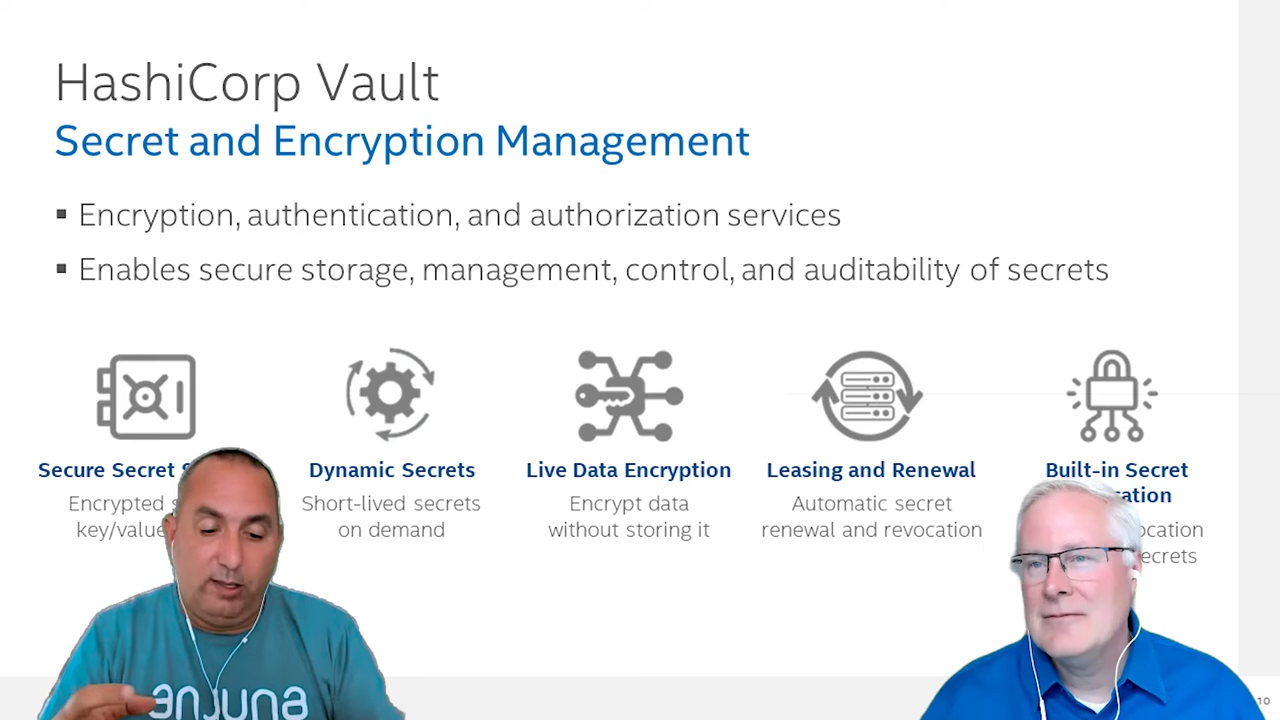 HashiCorp Vault
Secret and Encryption Management
▪ Encryption, authentication, and authorization services
▪ Enables secure storage, management, control, and auditability of secrets
Secure Secret
Encrypted
key/value
Dynamic Secrets
Short-lived secrets
on demand
Live Data Encryption
Encrypt data
without storing it
Leasing and Renewal
Automatic secret
renewal and revocation
Built-in Secret
anjuna
10